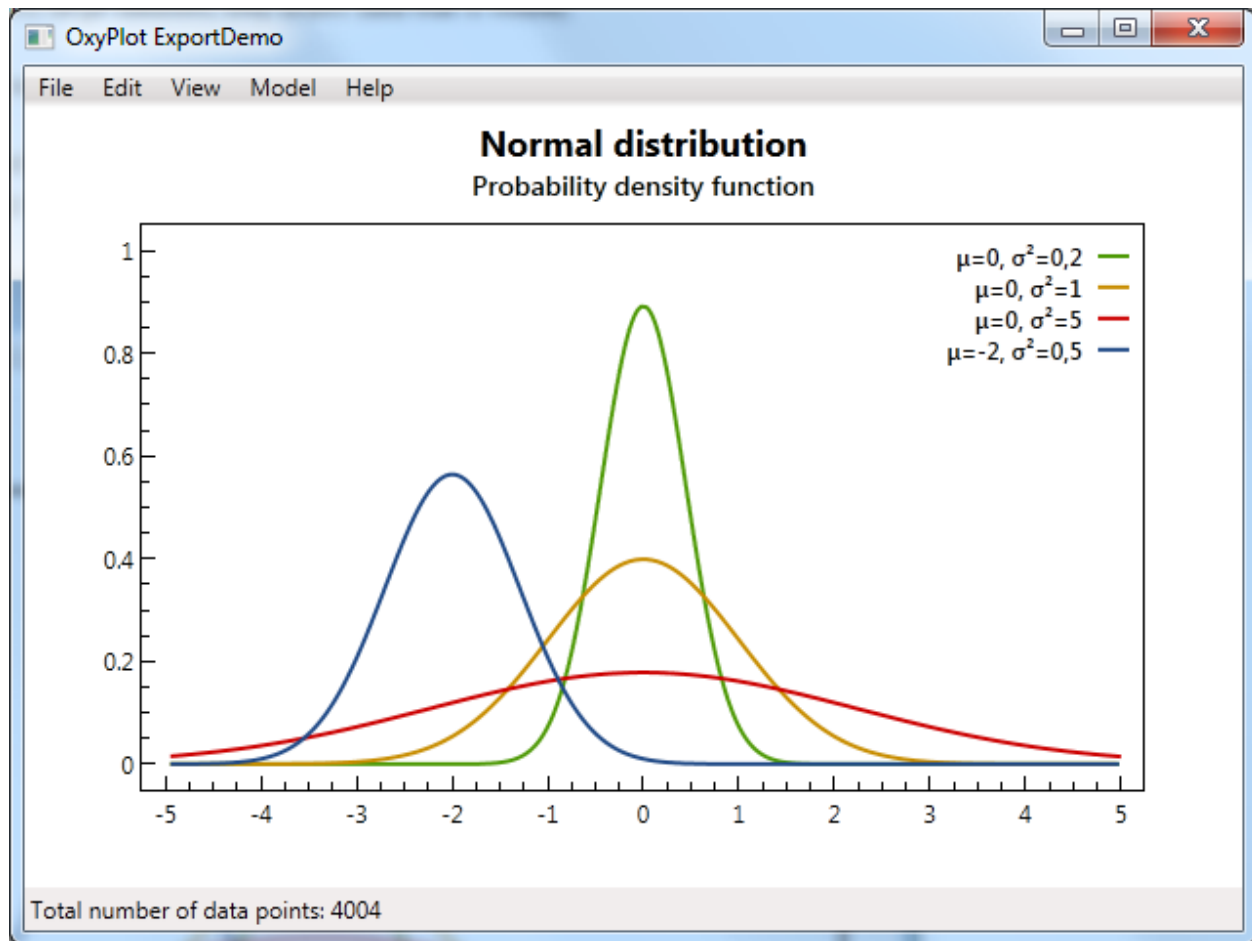 OxyPlot ExportDemo
File Edit View Model Help
Normal distribution
Probability density function
μ=0, σ²=0,2
μ=0, σ²=1
μ=0, σ²=5
μ=-2, σ²=0,5
1
0.8
0.6
0.4
0.2
0
-5 -4 -3 -2 -1 0 1 2 3 4 5
Total number of data points: 4004